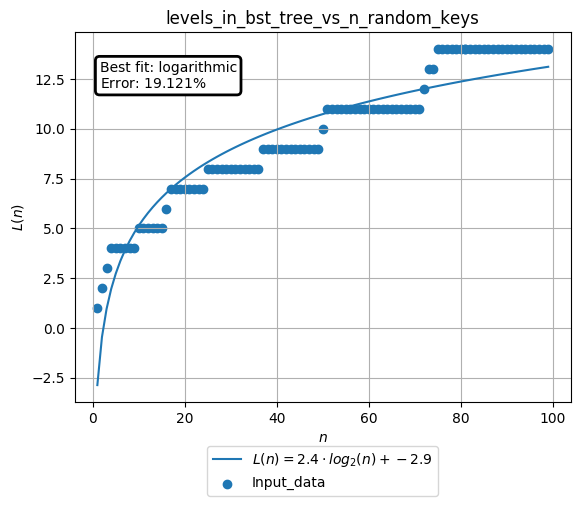 levels_in_bst_tree_vs_n_random_keys
Best fit: logarithmic
Error: 19.121%
12.5
10.0
7.5
5.0
2.5
0.0
−2.5
L(n)
0
20
40
60
80
100
n
L(n) = 2.4 · log₂(n) + −2.9
Input_data